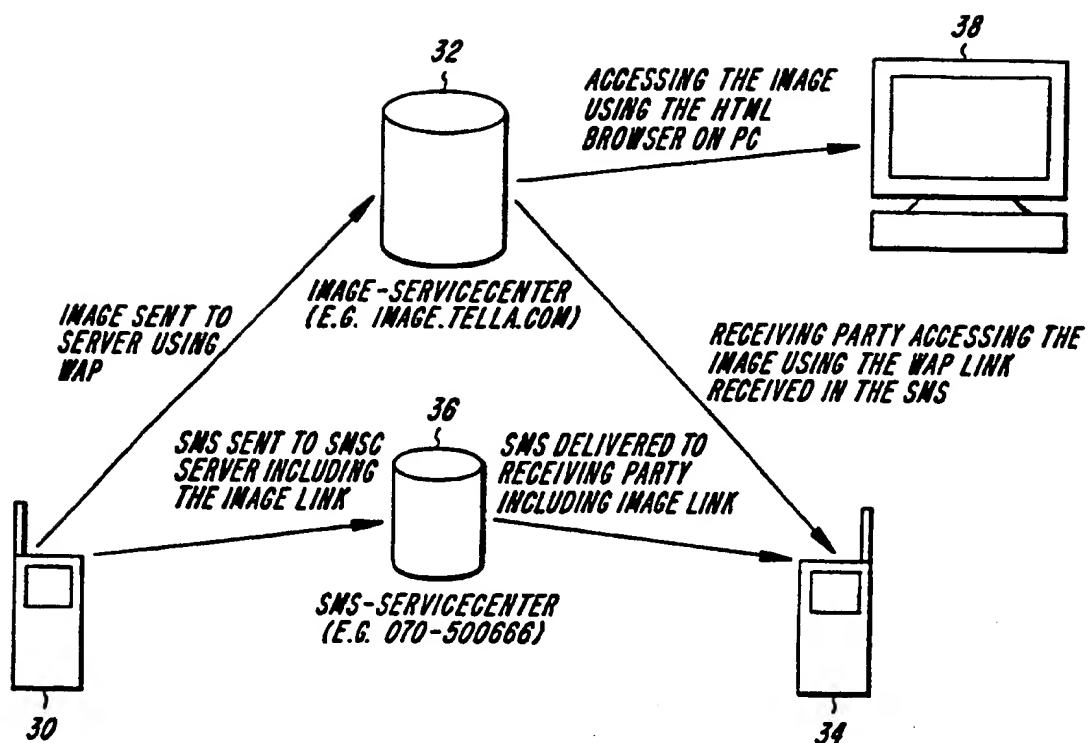 38
32
ACCESSING THE IMAGE
USING THE HTML
BROWSER ON PC
IMAGE-SERVICECENTER
(E.G. IMAGE.TELLA.COM)
IMAGE SENT TO
SERVER USING
WAP
RECEIVING PARTY ACCESSING THE
IMAGE USING THE WAP LINK
RECEIVED IN THE SMS
36
SMS SENT TO SMSC
SERVER INCLUDING
THE IMAGE LINK
SMS DELIVERED TO
RECEIVING PARTY
INCLUDING IMAGE LINK
SMS-SERVICECENTER
(E.G. 070-500666)
30
34